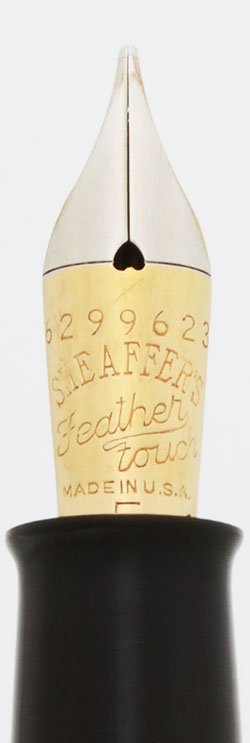 6299623
SHEAFFER'S
Feather
touch
MADE IN U.S.A.